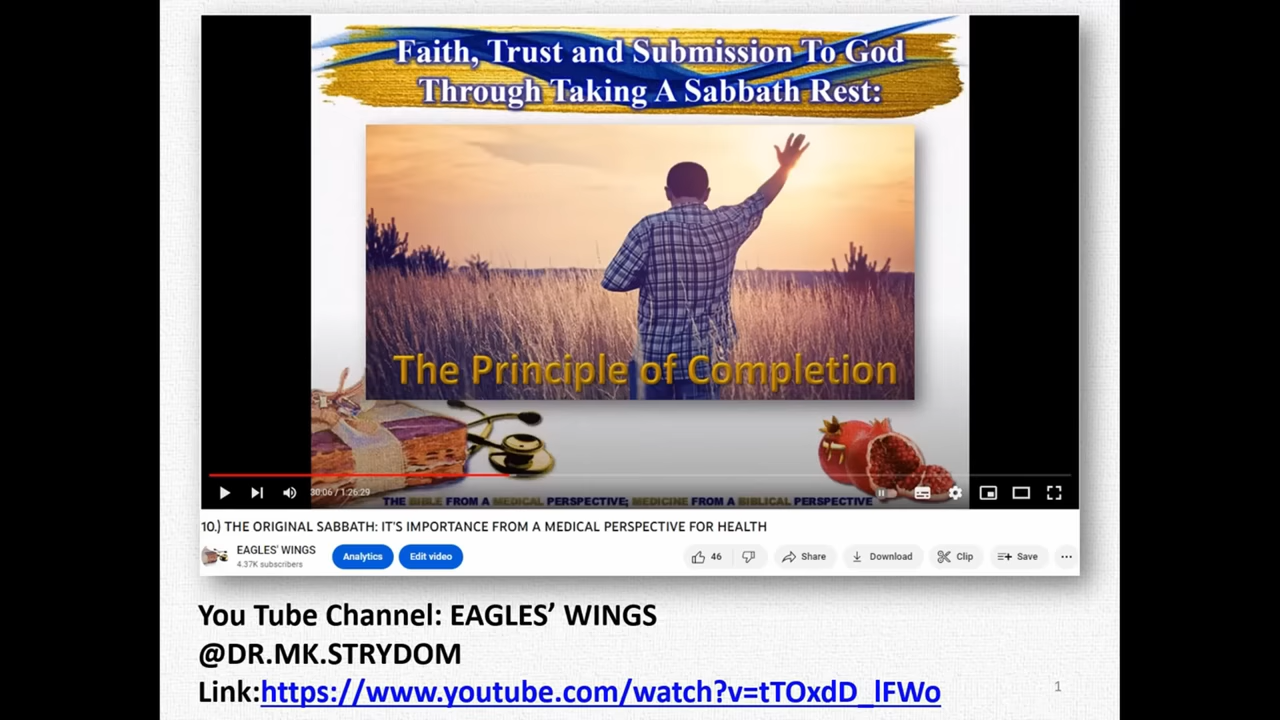 Faith, Trust and Submission To God
Through Taking A Sabbath Rest:
The Principle of Completion
30:06 / 1:26:29
THE BIBLE FROM A MEDICAL PERSPECTIVE; MEDICINE FROM A BIBLICAL PERSPECTIVE
10.) THE ORIGINAL SABBATH: IT'S IMPORTANCE FROM A MEDICAL PERSPECTIVE FOR HEALTH
EAGLES' WINGS
4.37K subscribers
Analytics
Edit video
46
Share
Download
Clip
Save
You Tube Channel: EAGLES’ WINGS
@DR.MK.STRYDOM
Link:https://www.youtube.com/watch?v=tTOxdD_lFWo
1